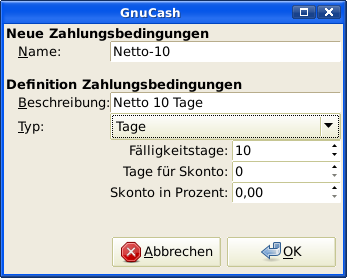 GnuCash
Neue Zahlungsbedingungen
Name: Netto-10
Definition Zahlungsbedingungen
Beschreibung: Netto 10 Tage
Typ: Tage
Fälligkeitstage: 10
Tage für Skonto: 0
Skonto in Prozent: 0,00
Abbrechen OK